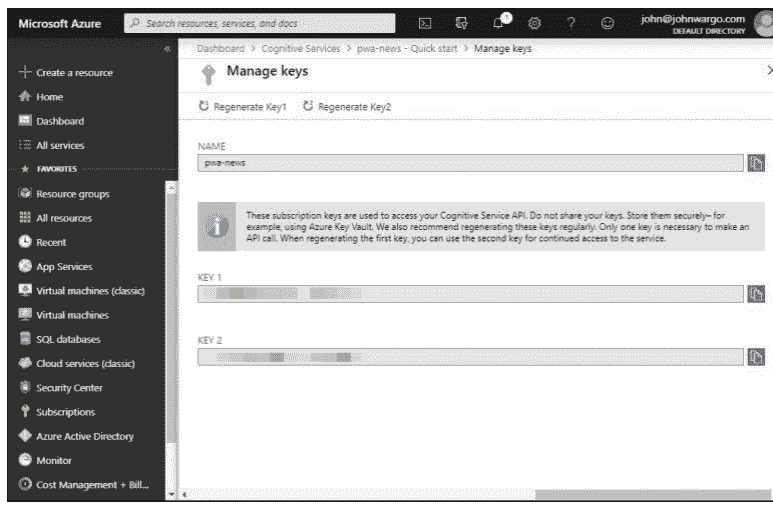 Microsoft Azure
Search resources, services, and docs
1
john@johnwargo.com
DEFAULT DIRECTORY
Create a resource
Home
Dashboard
All services
FAVORITES
Resource groups
All resources
Recent
App Services
Virtual machines (classic)
Virtual machines
SQL databases
Cloud services (classic)
Security Center
Subscriptions
Azure Active Directory
Monitor
Cost Management + Bill...
Dashboard > Cognitive Services > pwa-news - Quick start > Manage keys
Manage keys
Regenerate Key1 Regenerate Key2
NAME
pwa-news
These subscription keys are used to access your Cognitive Service API. Do not share your keys. Store them securely– for
example, using Azure Key Vault. We also recommend regenerating these keys regularly. Only one key is necessary to make an
API call. When regenerating the first key, you can use the second key for continued access to the service.
KEY 1
KEY 2